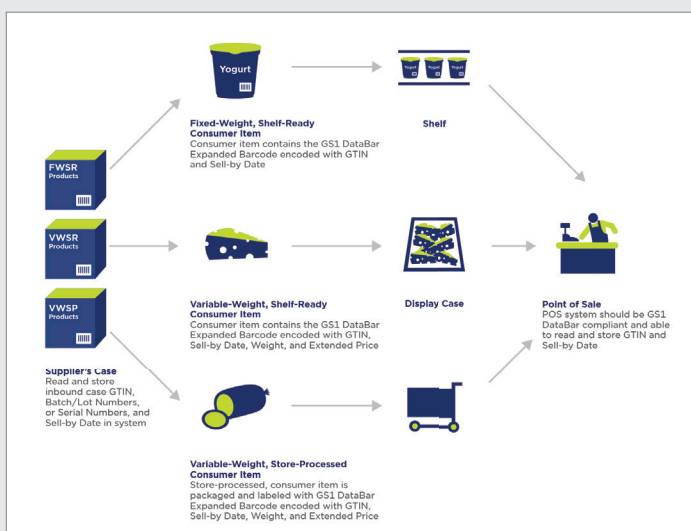 Yogurt
Yogurt Yogurt Yogurt
Fixed-Weight, Shelf-Ready
Consumer Item
Consumer item contains the GS1 DataBar
Expanded Barcode encoded with GTIN
and Sell-by Date
Shelf
FWSR
Products
VWSR
Products
Variable-Weight, Shelf-Ready
Consumer Item
Consumer item contains the GS1 DataBar
Expanded Barcode encoded with GTIN,
Sell-by Date, Weight, and Extended Price
Display Case
Point of Sale
POS system should be GS1
DataBar compliant and able
to read and store GTIN and
Sell-by Date
VWSP
Products
Supplier's Case
Read and store
inbound case GTIN,
Batch/Lot Numbers,
or Serial Numbers, and
Sell-by Date in system
Variable-Weight, Store-Processed
Consumer Item
Store-processed, consumer item is
packaged and labeled with GS1 DataBar
Expanded Barcode encoded with GTIN,
Sell-by Date, Weight, and Extended Price